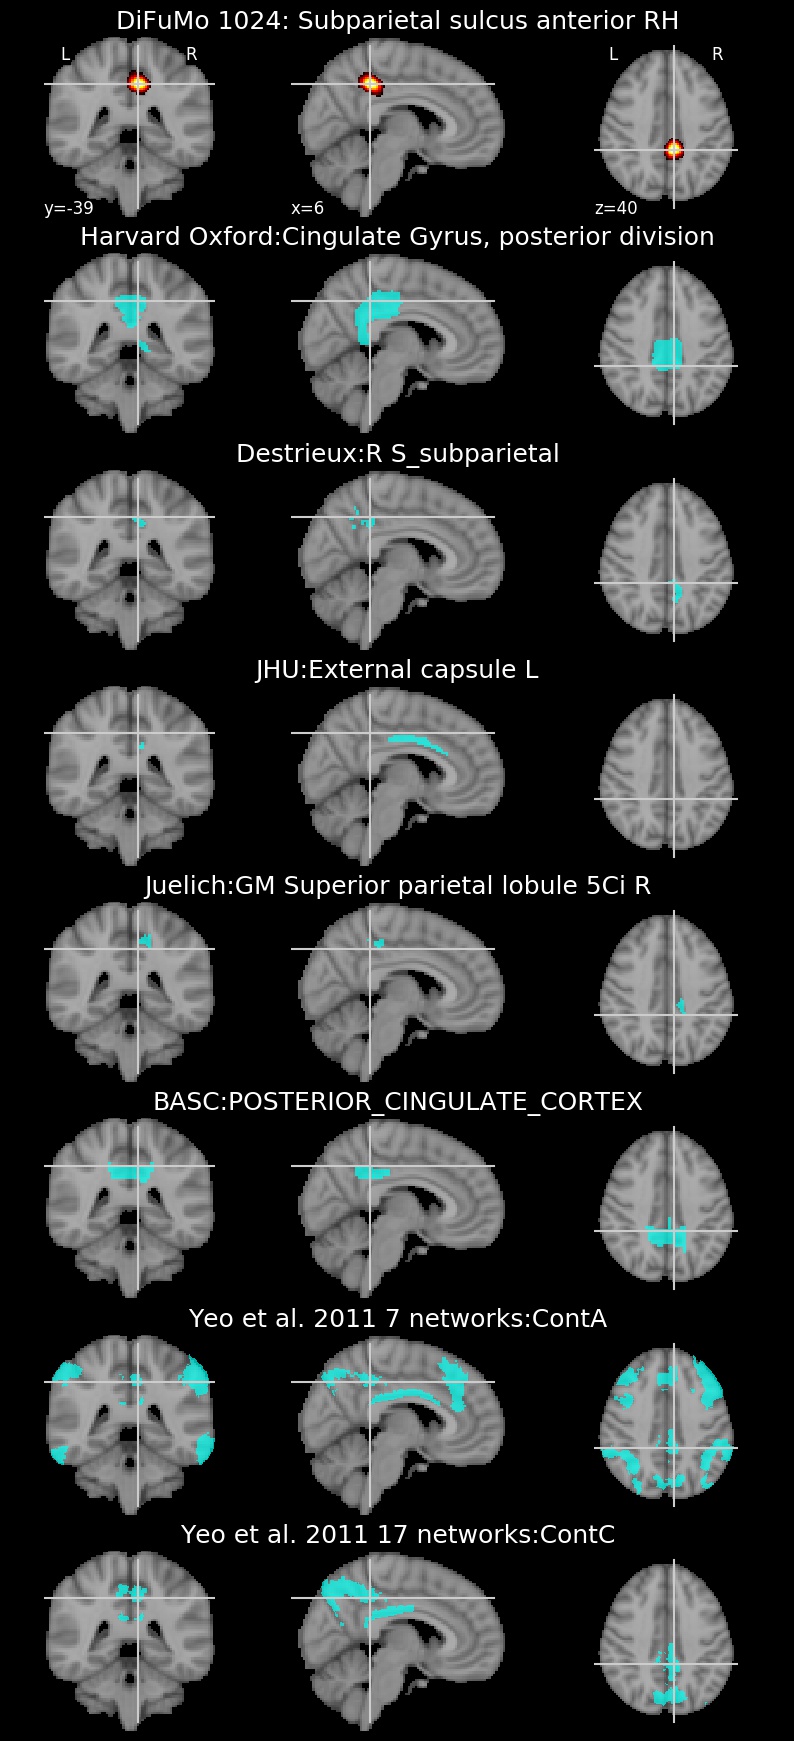 DiFuMo 1024: Subparietal sulcus anterior RH
L R L R
y=-39 x=6 z=40
Harvard Oxford:Cingulate Gyrus, posterior division
Destrieux:R S_subparietal
JHU:External capsule L
Juelich:GM Superior parietal lobule 5Ci R
BASC:POSTERIOR_CINGULATE_CORTEX
Yeo et al. 2011 7 networks:ContA
Yeo et al. 2011 17 networks:ContC